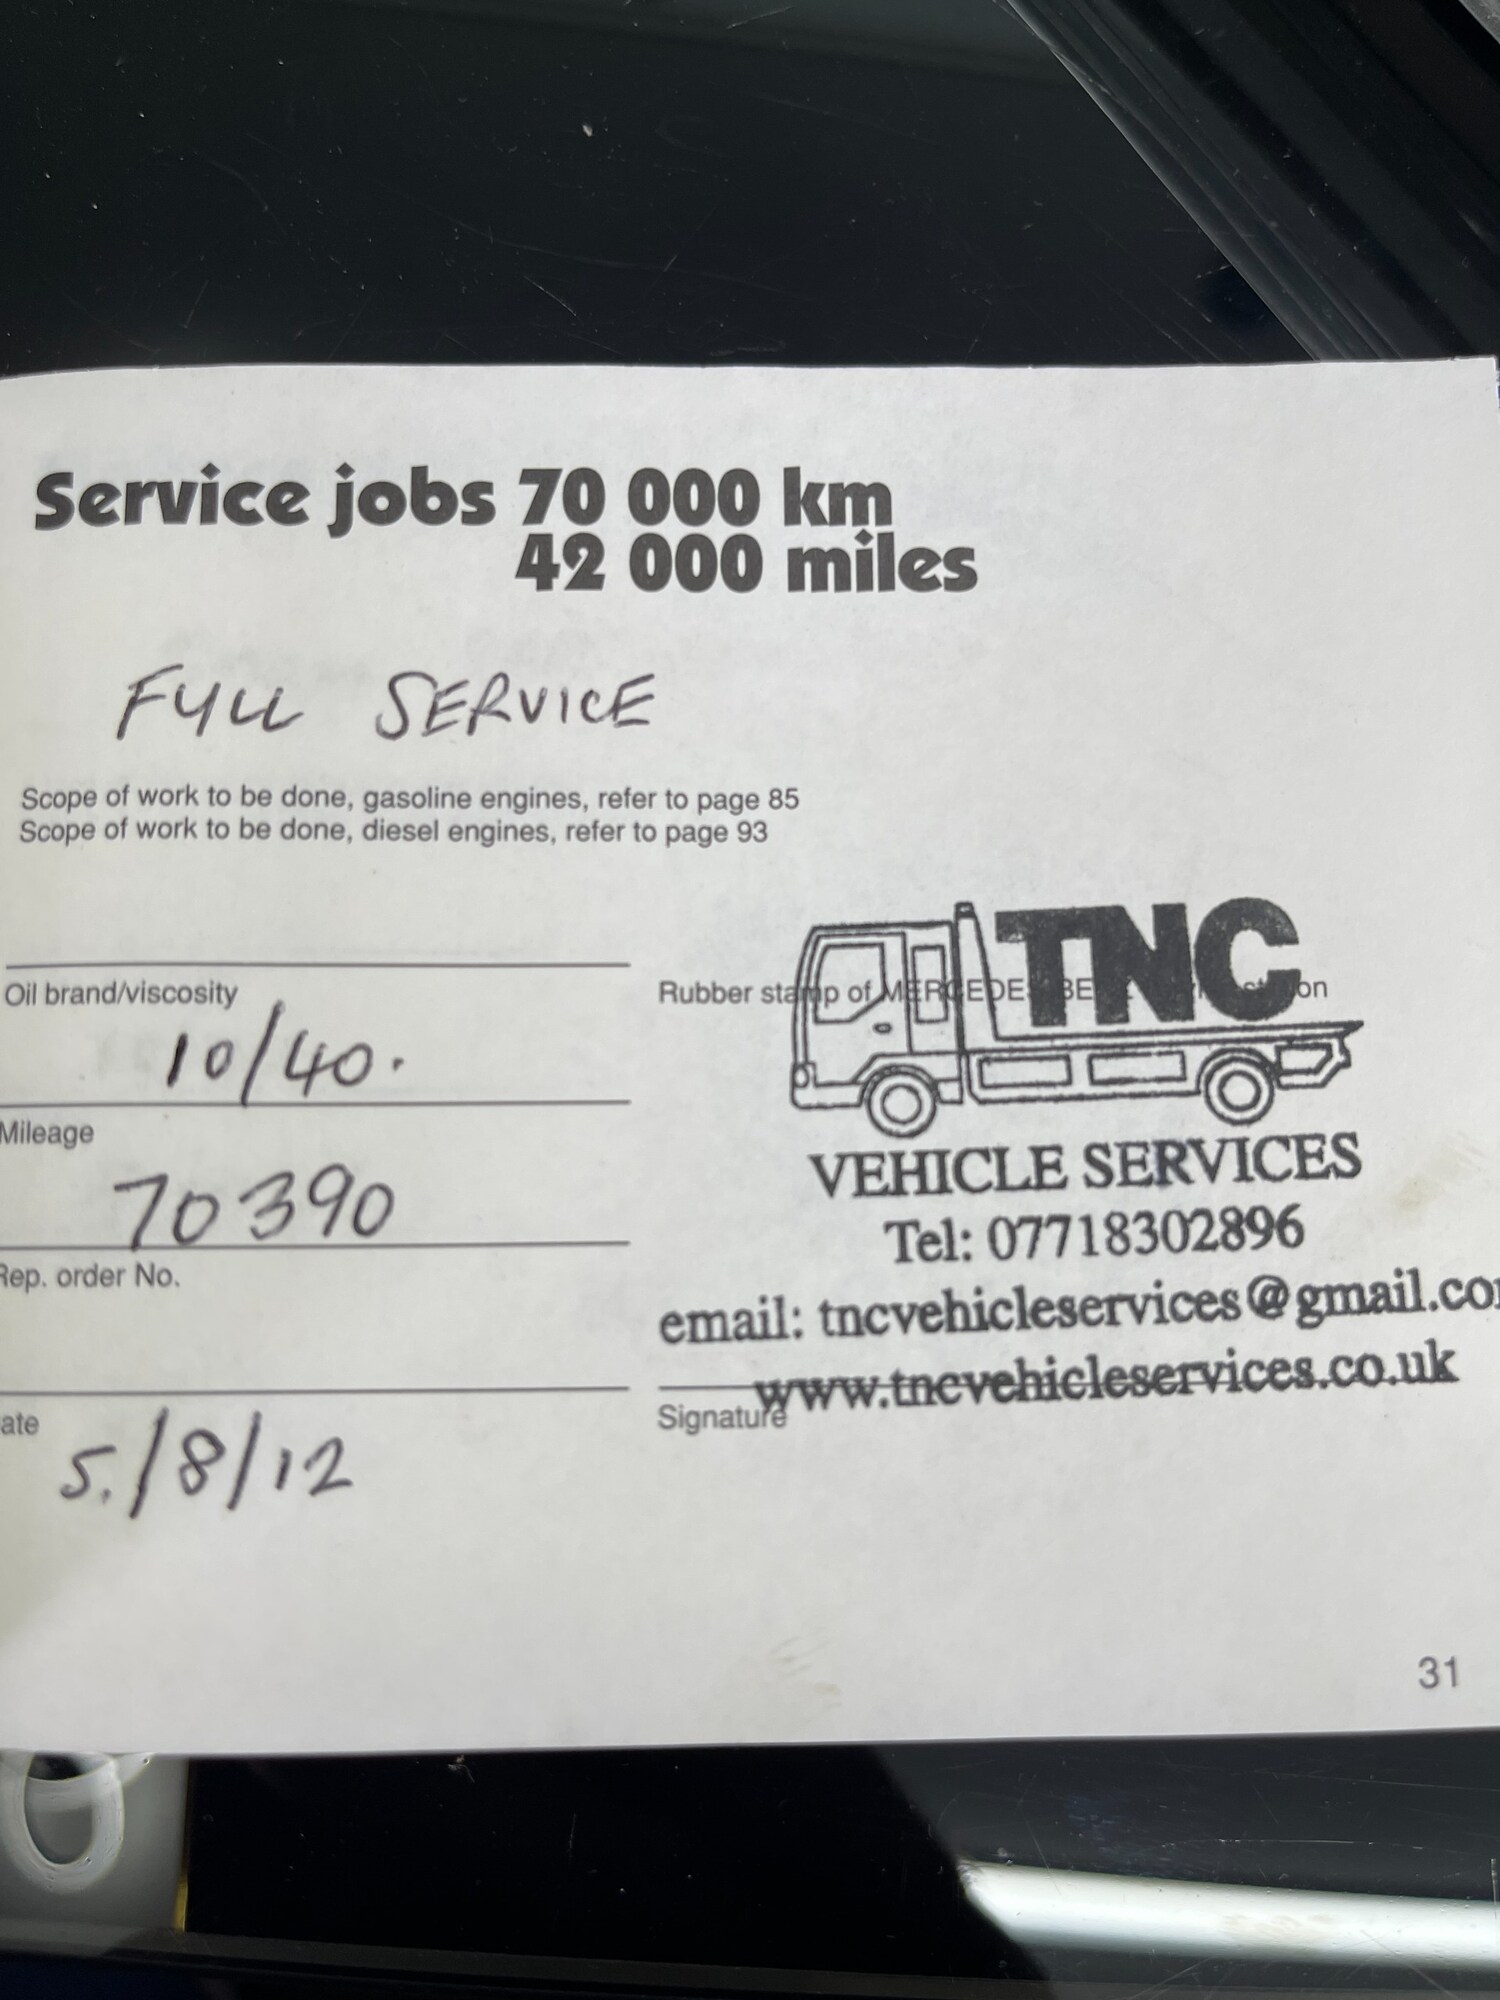 Service jobs 70 000 km
42 000 miles
FULL SERVICE
Scope of work to be done, gasoline engines, refer to page 85
Scope of work to be done, diesel engines, refer to page 93
Oil brand/viscosity
10/40.
Mileage
70390
Rep. order No.
ate
5./8/12
Rubber stamp of MERCEDES-BE on
TNC
VEHICLE SERVICES
Tel: 07718302896
email: tncvehicleservices@gmail.co
www.tncvehicleservices.co.uk
Signature
31